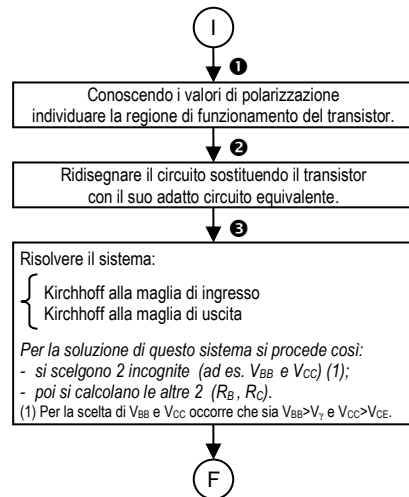 I
❶
Conoscendo i valori di polarizzazione
individuare la regione di funzionamento del transistor.
❷
Ridisegnare il circuito sostituendo il transistor
con il suo adatto circuito equivalente.
❸
Risolvere il sistema:
Kirchhoff alla maglia di ingresso
Kirchhoff alla maglia di uscita
Per la soluzione di questo sistema si procede così:
- si scelgono 2 incognite (ad es. VBB e VCC) (1);
- poi si calcolano le altre 2 (RB, RC).
(1) Per la scelta di VBB e VCC occorre che sia VBB>Vγ e VCC>VCE.
F